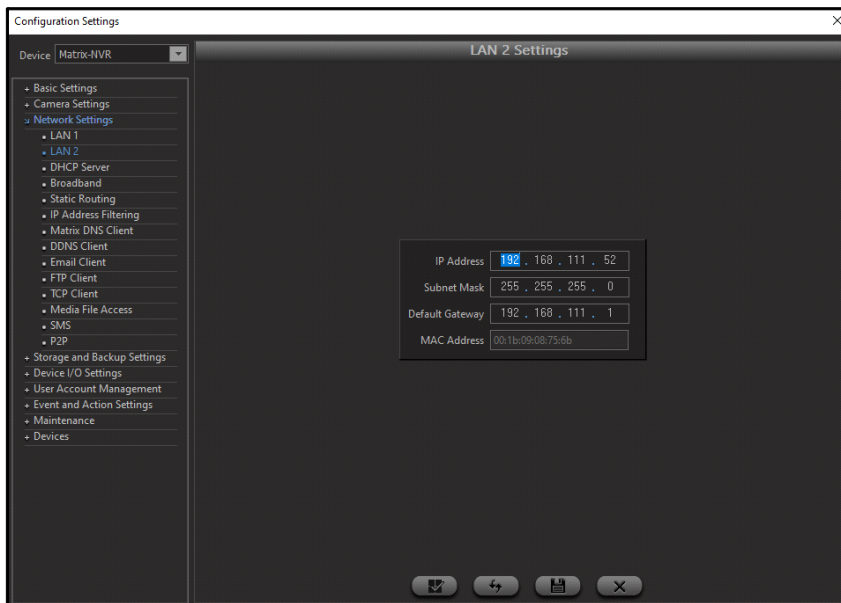 Configuration Settings
Device Matrix-NVR
LAN 2 Settings
+ Basic Settings
+ Camera Settings
Network Settings
• LAN 1
• LAN 2
• DHCP Server
• Broadband
• Static Routing
• IP Address Filtering
• Matrix DNS Client
• DDNS Client
• Email Client
• FTP Client
• TCP Client
• Media File Access
• SMS
• P2P
+ Storage and Backup Settings
+ Device I/O Settings
+ User Account Management
+ Event and Action Settings
+ Maintenance
+ Devices
IP Address 192 . 168 . 111 . 52
Subnet Mask 255 . 255 . 255 . 0
Default Gateway 192 . 168 . 111 . 1
MAC Address 00:1b:09:08:75:6b